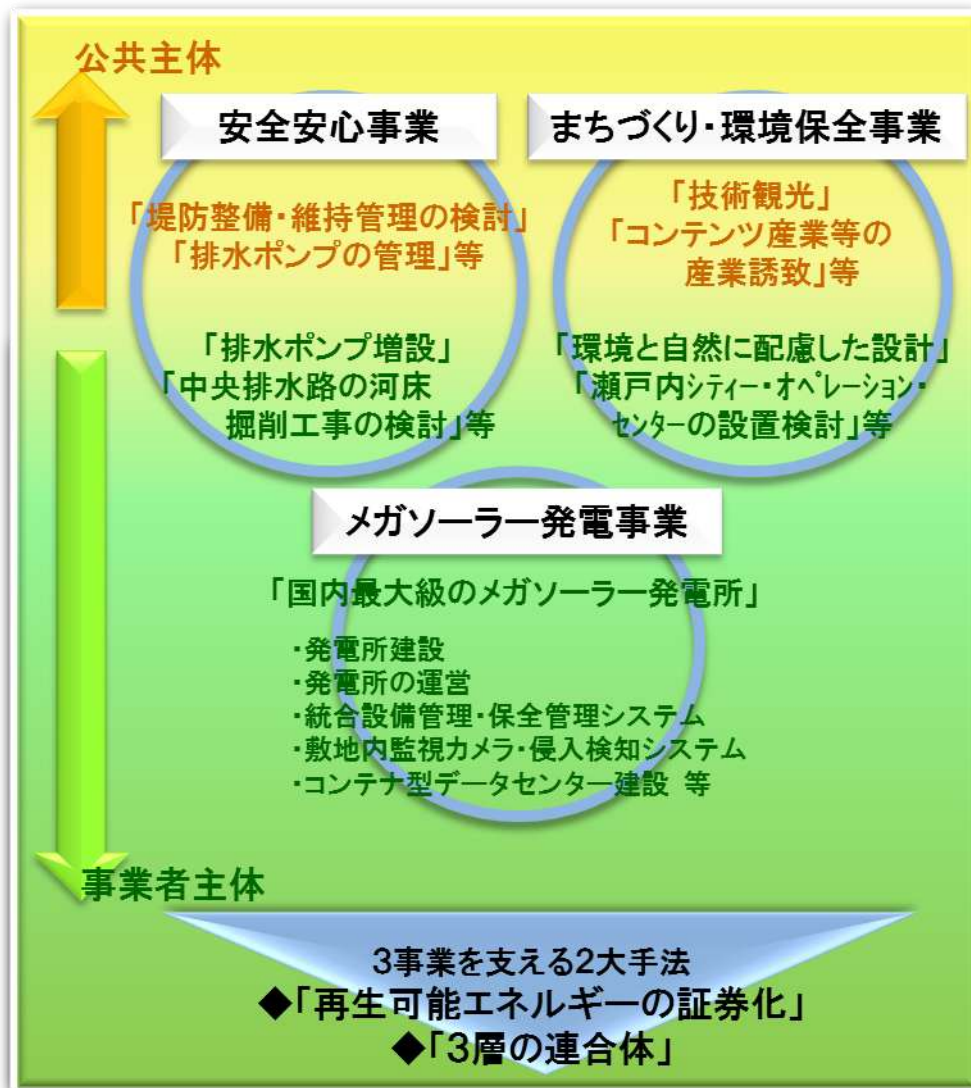 公共主体
安全安心事業
「堤防整備・維持管理の検討」
「排水ポンプの管理」等
「排水ポンプ増設」
「中央排水路の河床
掘削工事の検討」等
まちづくり・環境保全事業
「技術観光」
「コンテンツ産業等の
産業誘致」等
「環境と自然に配慮した設計」
「瀬戸内ｼﾃｨｰ・ｵﾍﾟﾚｰｼｮﾝ・
ｾﾝﾀｰの設置検討」等
メガソーラー発電事業
「国内最大級のメガソーラー発電所」
・発電所建設
・発電所の運営
・統合設備管理・保全管理システム
・敷地内監視カメラ・侵入検知システム
・コンテナ型データセンター建設 等
事業者主体
3事業を支える2大手法
◆「再生可能エネルギーの証券化」
◆「3層の連合体」